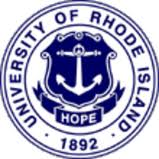 UNIVERSITY OF RHODE ISLAND
HOPE
· 1892 ·